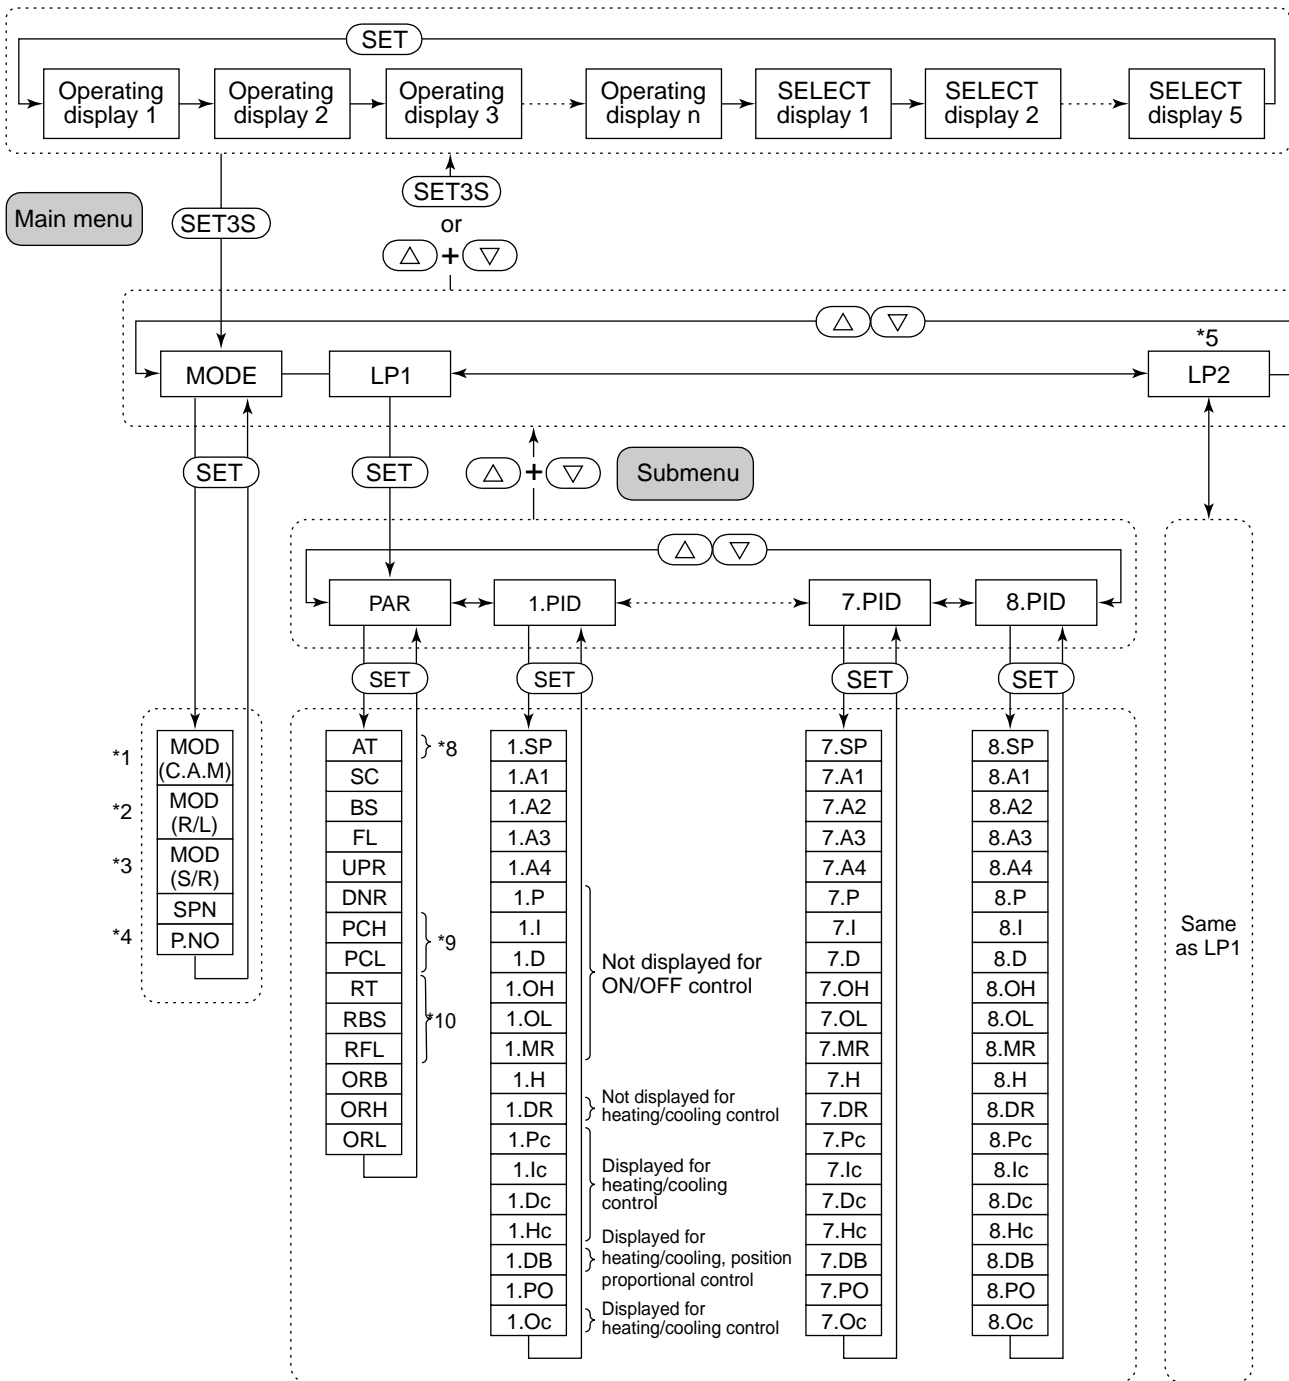 SET
Operating
display 1
Operating
display 2
Operating
display 3
Operating
display n
SELECT
display 1
SELECT
display 2
SELECT
display 5
Main menu
SET3S
SET3S
or
△ + ▽
△ ▽
*5
MODE
LP1
LP2
SET
SET
△ + ▽
Submenu
△ ▽
PAR
1.PID
7.PID
8.PID
SET
SET
SET
SET
*1
MOD
(C.A.M)
*2
MOD
(R/L)
*3
MOD
(S/R)
SPN
*4
P.NO
AT
*8
SC
BS
FL
UPR
DNR
PCH
PCL
*9
RT
RBS
RFL
*10
ORB
ORH
ORL
1.SP
1.A1
1.A2
1.A3
1.A4
1.P
1.I
1.D
1.OH
1.OL
1.MR
1.H
1.DR
1.Pc
1.Ic
1.Dc
1.Hc
1.DB
1.PO
1.Oc
Not displayed for
ON/OFF control
Not displayed for
heating/cooling control
Displayed for
heating/cooling
control
Displayed for
heating/cooling, position
proportional control
Displayed for
heating/cooling control
7.SP
7.A1
7.A2
7.A3
7.A4
7.P
7.I
7.D
7.OH
7.OL
7.MR
7.H
7.DR
7.Pc
7.Ic
7.Dc
7.Hc
7.DB
7.PO
7.Oc
8.SP
8.A1
8.A2
8.A3
8.A4
8.P
8.I
8.D
8.OH
8.OL
8.MR
8.H
8.DR
8.Pc
8.Ic
8.Dc
8.Hc
8.DB
8.PO
8.Oc
Same
as LP1